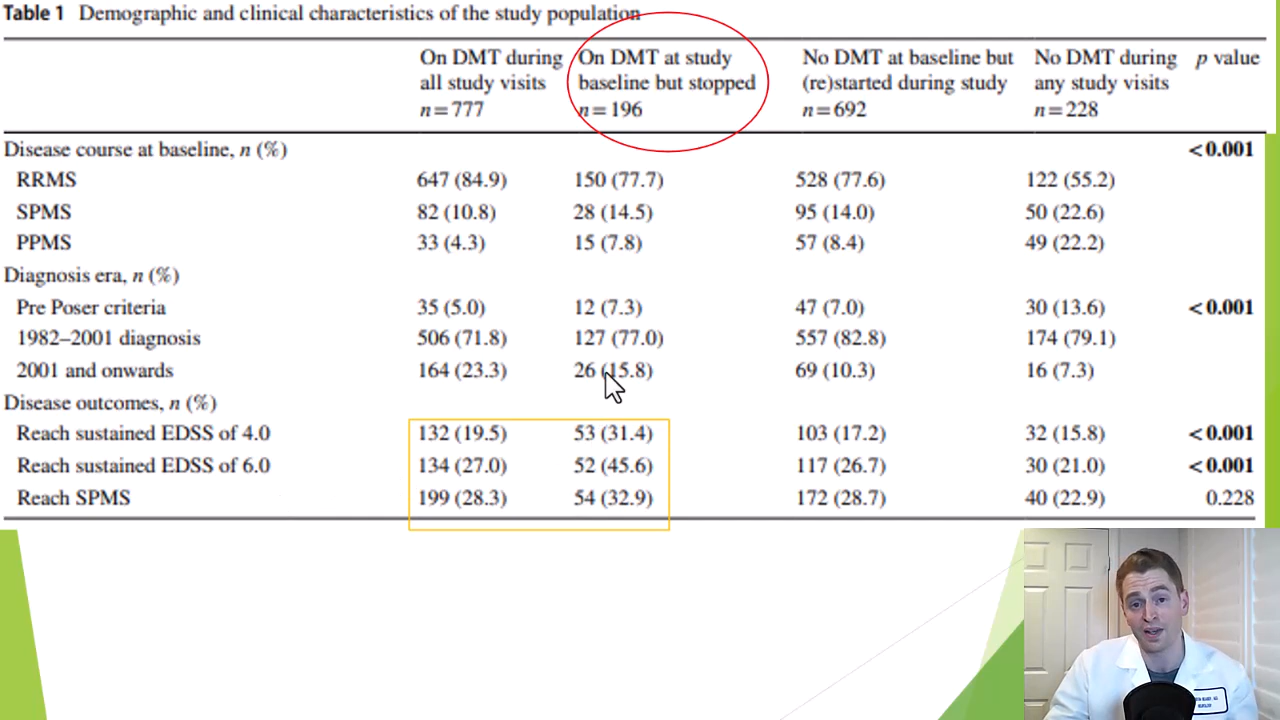 Table 1 Demographic and clinical characteristics of the study population
On DMT during On DMT at study No DMT at baseline but No DMT during p value
all study visits baseline but stopped (re)started during study any study visits
n=777 n=196 n=692 n=228
Disease course at baseline, n (%) <0.001
RRMS 647 (84.9) 150 (77.7) 528 (77.6) 122 (55.2)
SPMS 82 (10.8) 28 (14.5) 95 (14.0) 50 (22.6)
PPMS 33 (4.3) 15 (7.8) 57 (8.4) 49 (22.2)
Diagnosis era, n (%)
Pre Poser criteria 35 (5.0) 12 (7.3) 47 (7.0) 30 (13.6) <0.001
1982–2001 diagnosis 506 (71.8) 127 (77.0) 557 (82.8) 174 (79.1)
2001 and onwards 164 (23.3) 26 (15.8) 69 (10.3) 16 (7.3)
Disease outcomes, n (%)
Reach sustained EDSS of 4.0 132 (19.5) 53 (31.4) 103 (17.2) 32 (15.8) <0.001
Reach sustained EDSS of 6.0 134 (27.0) 52 (45.6) 117 (26.7) 30 (21.0) <0.001
Reach SPMS 199 (28.3) 54 (32.9) 172 (28.7) 40 (22.9) 0.228